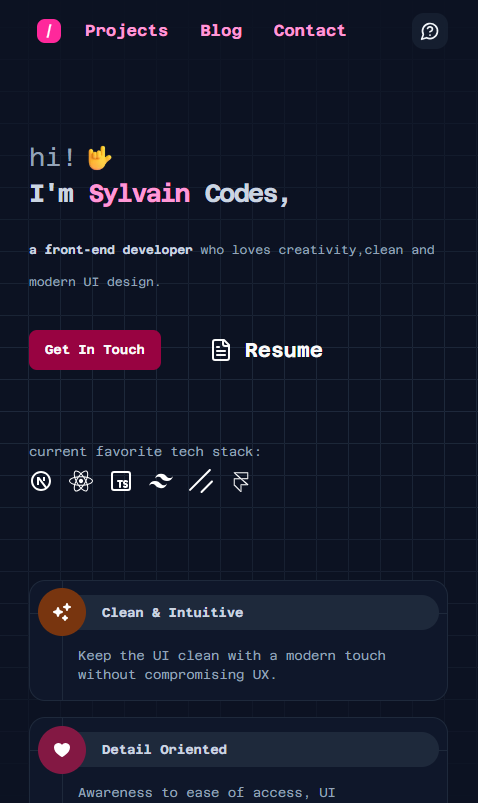 / Projects Blog Contact
hi! 🤟
I'm Sylvain Codes,
a front-end developer who loves creativity,clean and
modern UI design.
Get In Touch Resume
current favorite tech stack:
N TS
Clean & Intuitive
Keep the UI clean with a modern touch
without compromising UX.
Detail Oriented
Awareness to ease of access, UI